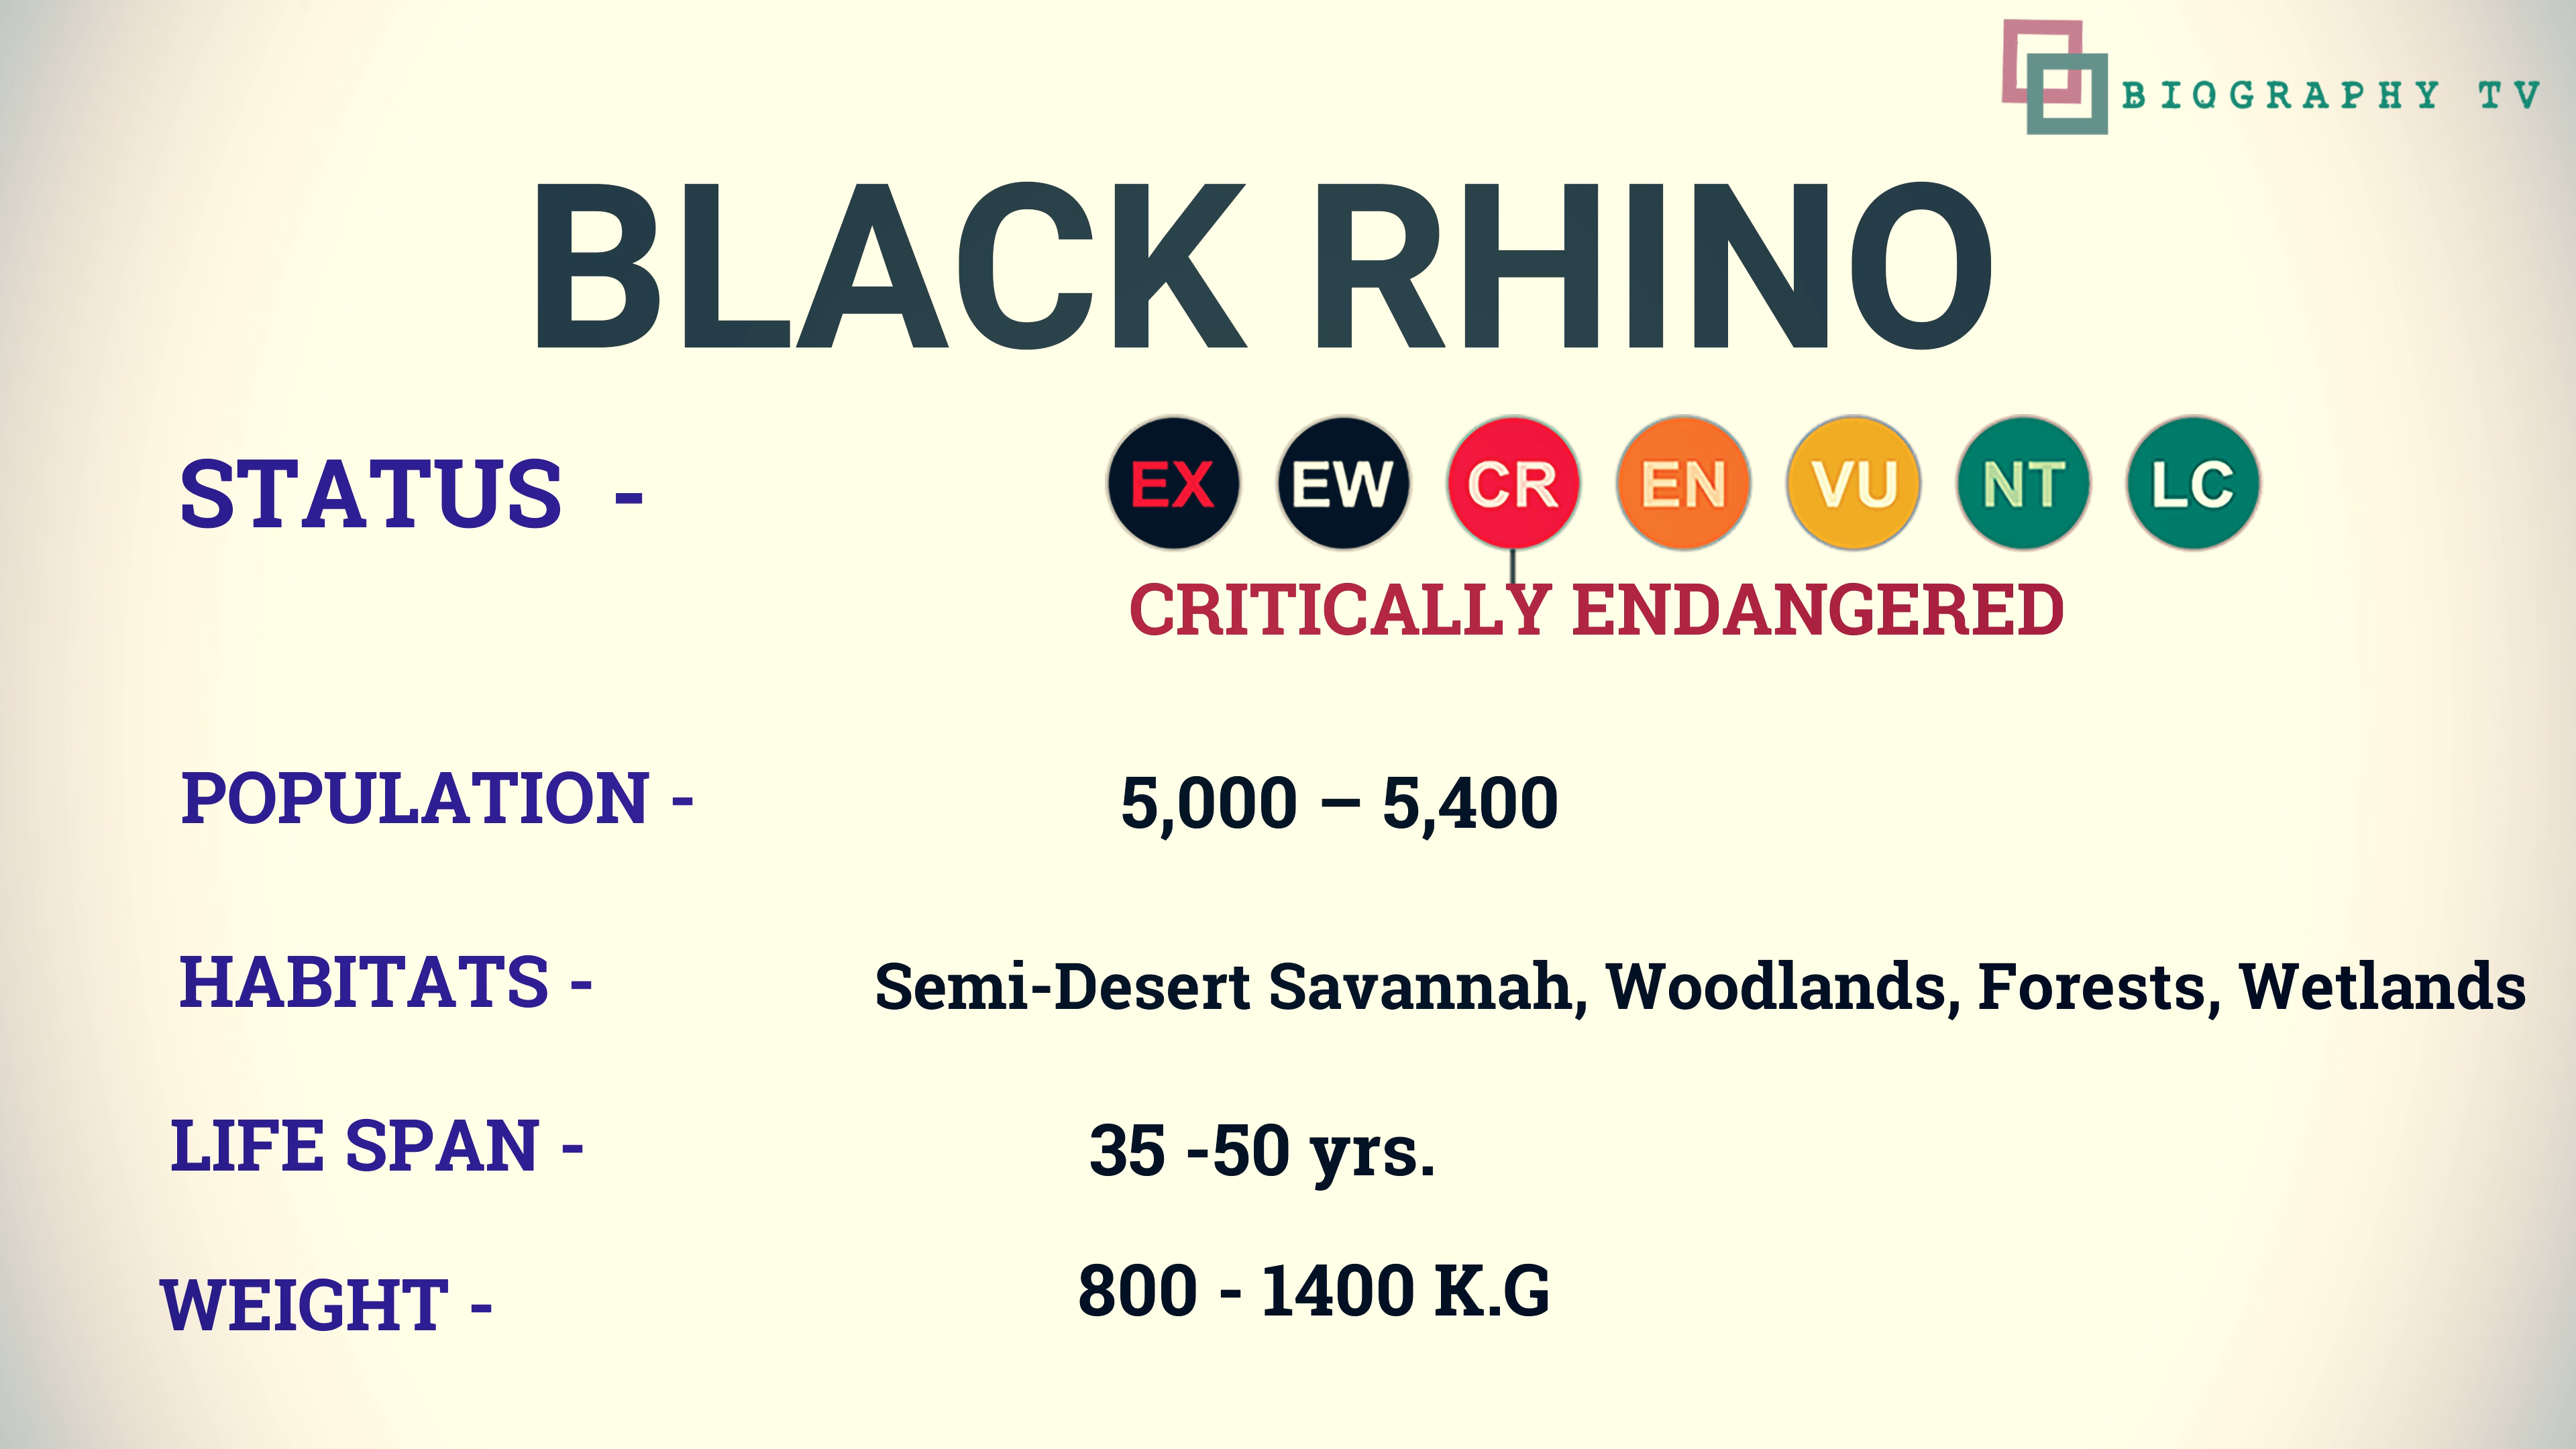 BIOGRAPHY TV
BLACK RHINO
STATUS -
EX EW CR EN VU NT LC
CRITICALLY ENDANGERED
POPULATION - 5,000 – 5,400
HABITATS - Semi-Desert Savannah, Woodlands, Forests, Wetlands
LIFE SPAN - 35 -50 yrs.
WEIGHT - 800 - 1400 K.G